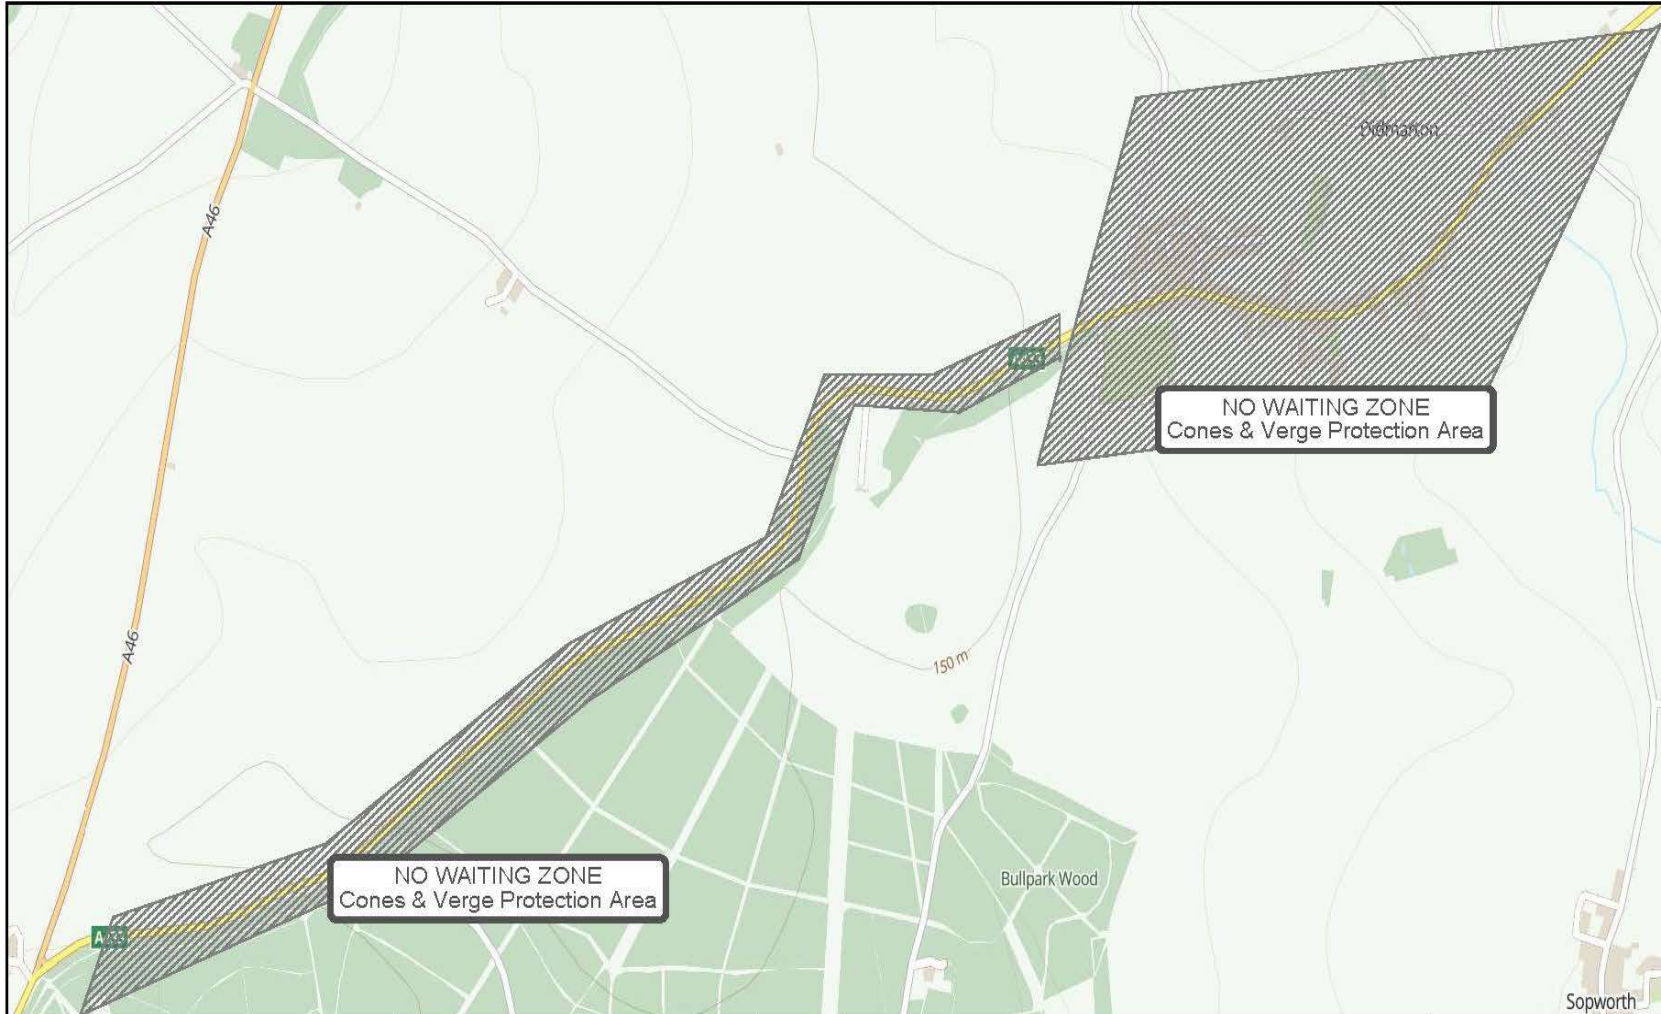 Didmarton
A46
A433
NO WAITING ZONE
Cones & Verge Protection Area
A46
150 m
NO WAITING ZONE
Cones & Verge Protection Area
Bullpark Wood
A433
Sopworth